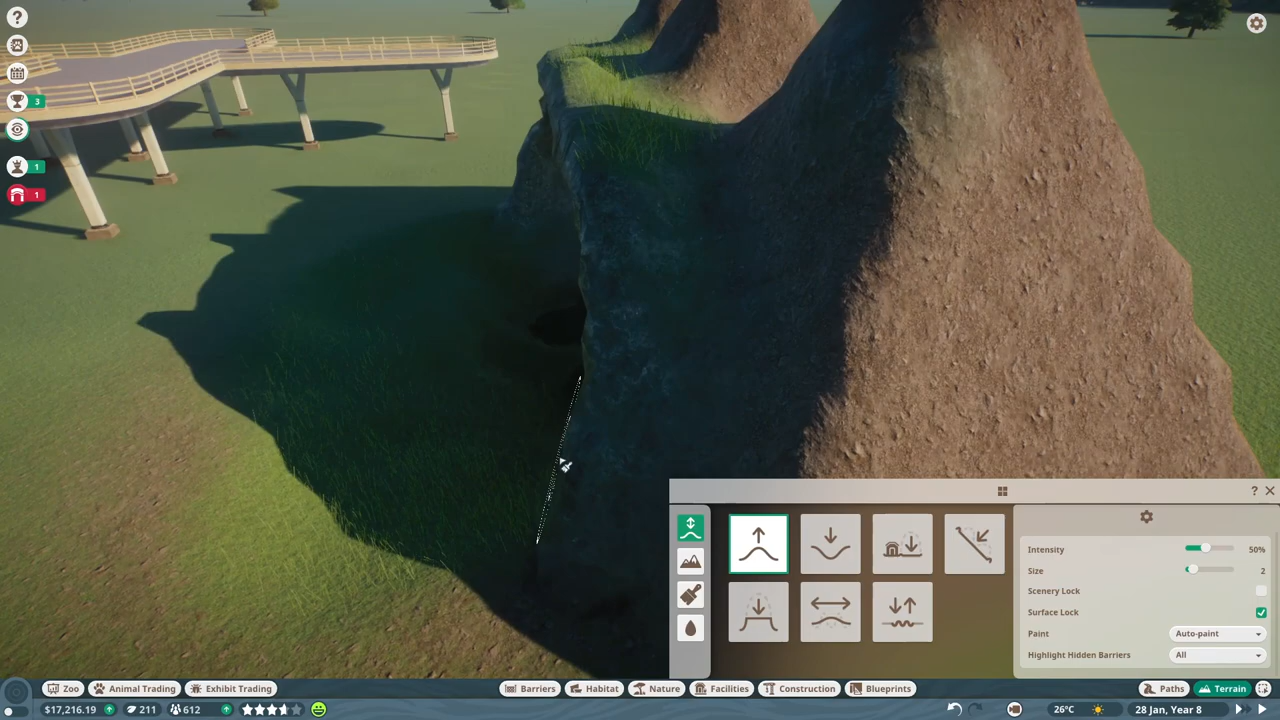 ?
3
1
1
? ×
Intensity 50%
Size 2
Scenery Lock
Surface Lock
Paint Auto-paint
Highlight Hidden Barriers All
Zoo Animal Trading Exhibit Trading Barriers Habitat Nature Facilities Construction Blueprints Paths Terrain
$17,216.19 211 612 26°C 28 Jan, Year 8